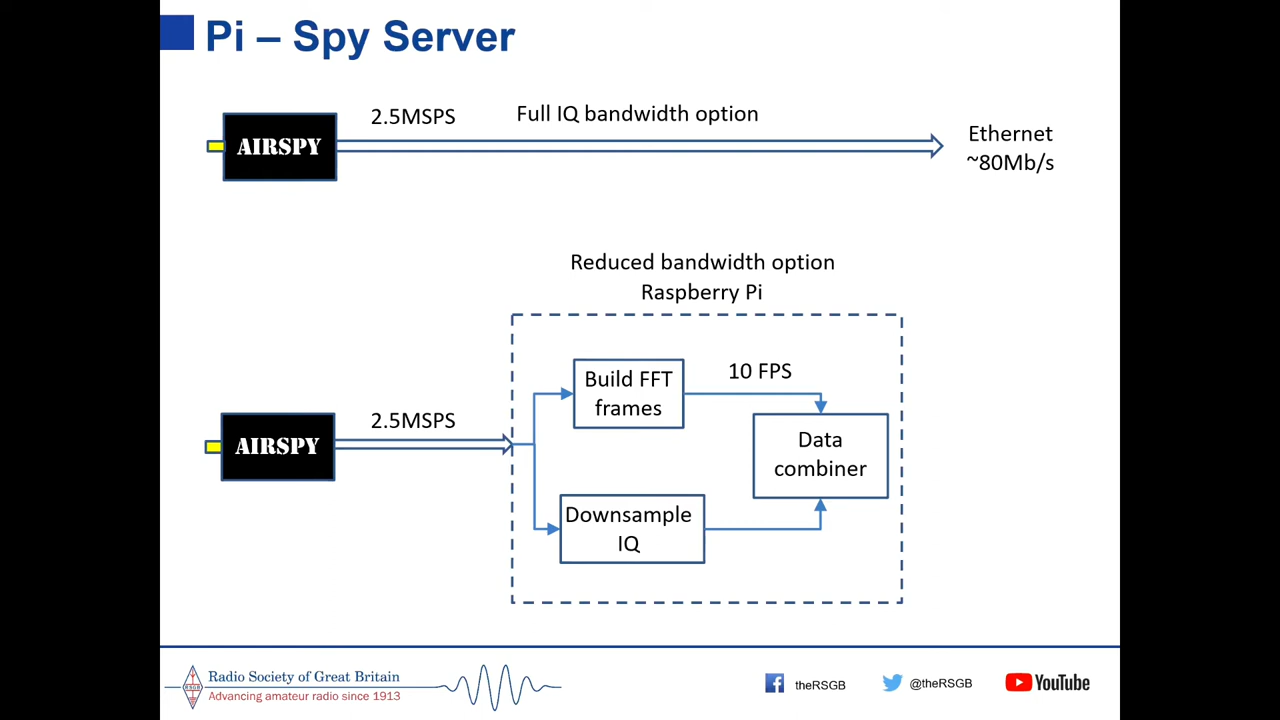 Pi – Spy Server
2.5MSPS
Full IQ bandwidth option
AIRSPY
Ethernet
~80Mb/s
Reduced bandwidth option
Raspberry Pi
Build FFT
frames
10 FPS
2.5MSPS
AIRSPY
Data
combiner
Downsample
IQ
RSGB
Radio Society of Great Britain
Advancing amateur radio since 1913
theRSGB
@theRSGB
YouTube